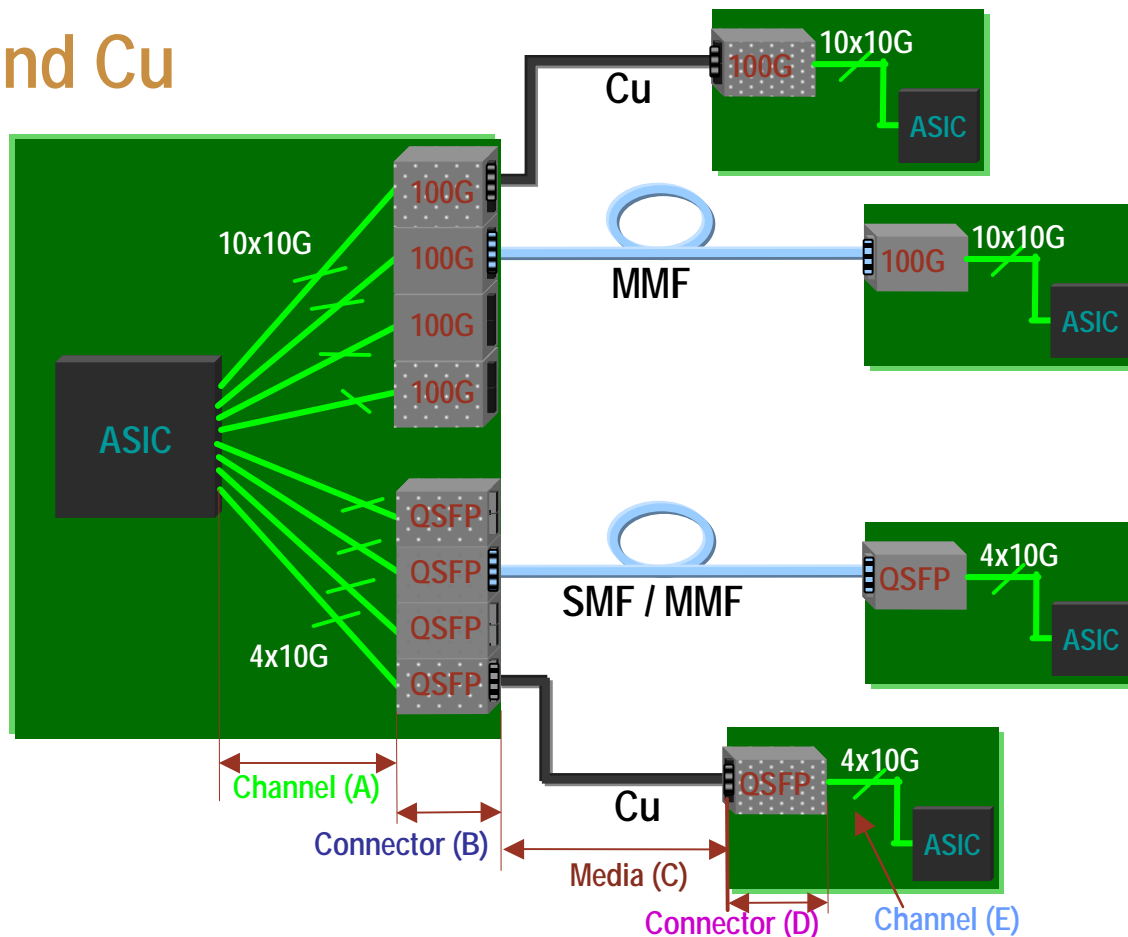 nd Cu
10x10G
100G
Cu
ASIC
100G
10x10G
10x10G
100G
100G
MMF
ASIC
100G
100G
ASIC
QSFP
4x10G
QSFP
QSFP
SMF / MMF
ASIC
QSFP
4x10G
QSFP
4x10G
Channel (A)
QSFP
Cu
ASIC
Connector (B)
Media (C)
Connector (D)
Channel (E)